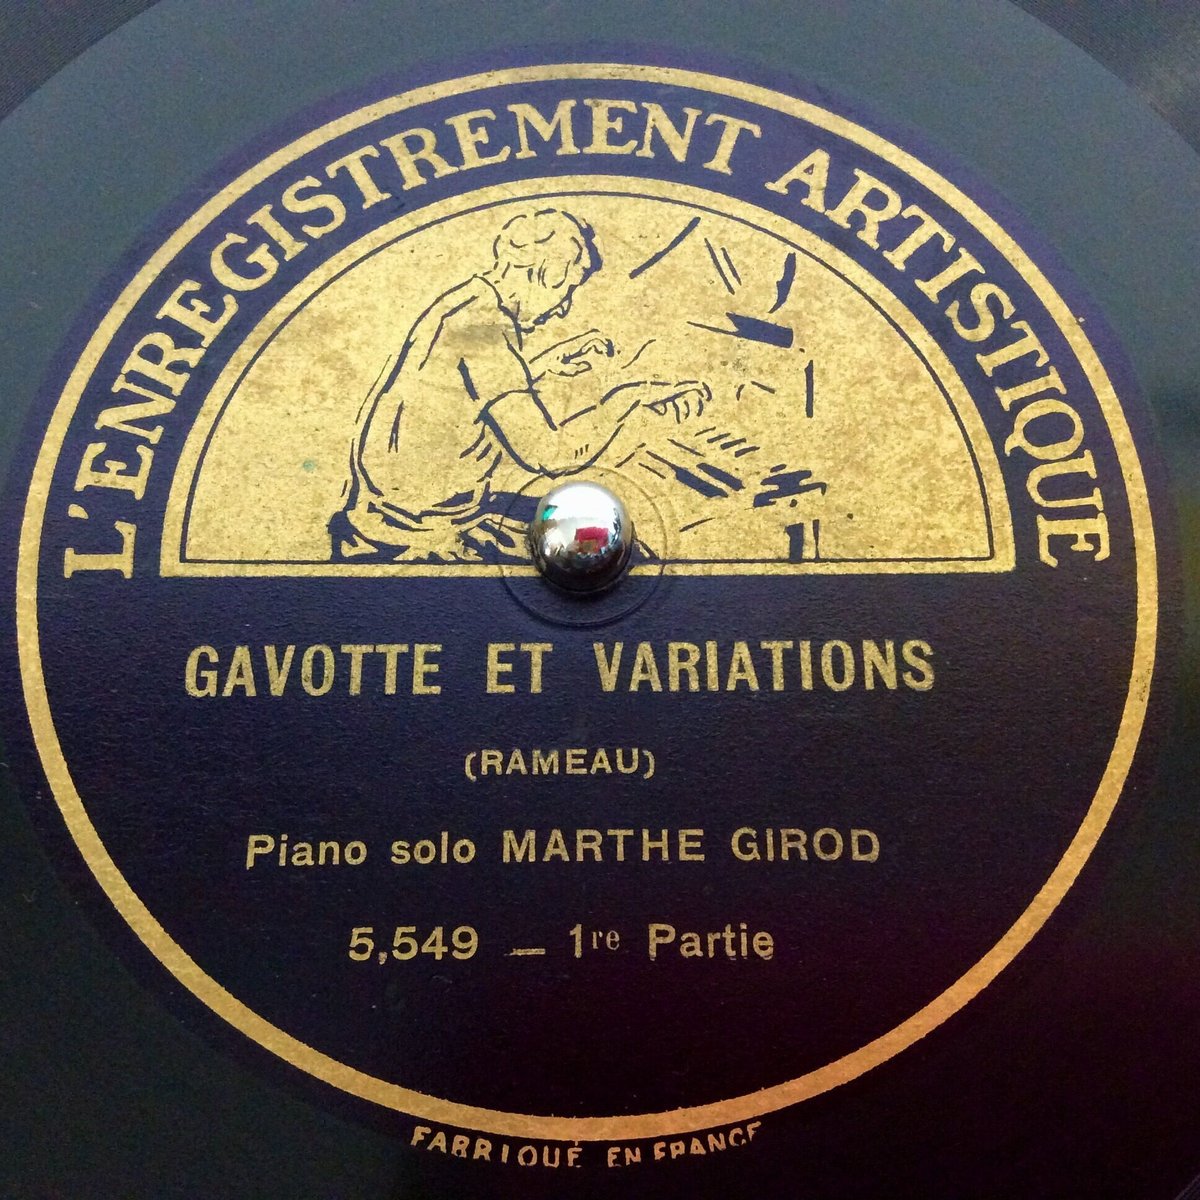 L'ENREGISTREMENT ARTISTIQUE
GAVOTTE ET VARIATIONS
(RAMEAU)
Piano solo MARTHE GIROD
5,549 — 1re Partie
FABRIQUÉ EN FRANCE